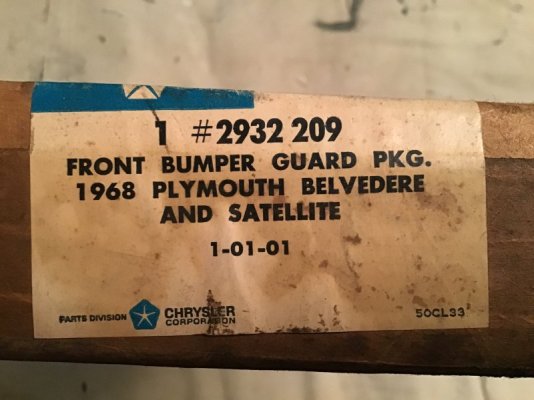 1 #2932 209
FRONT BUMPER GUARD PKG.
1968 PLYMOUTH BELVEDERE
AND SATELLITE
1-01-01
PARTS DIVISION CHRYSLER CORPORATION 50CL33